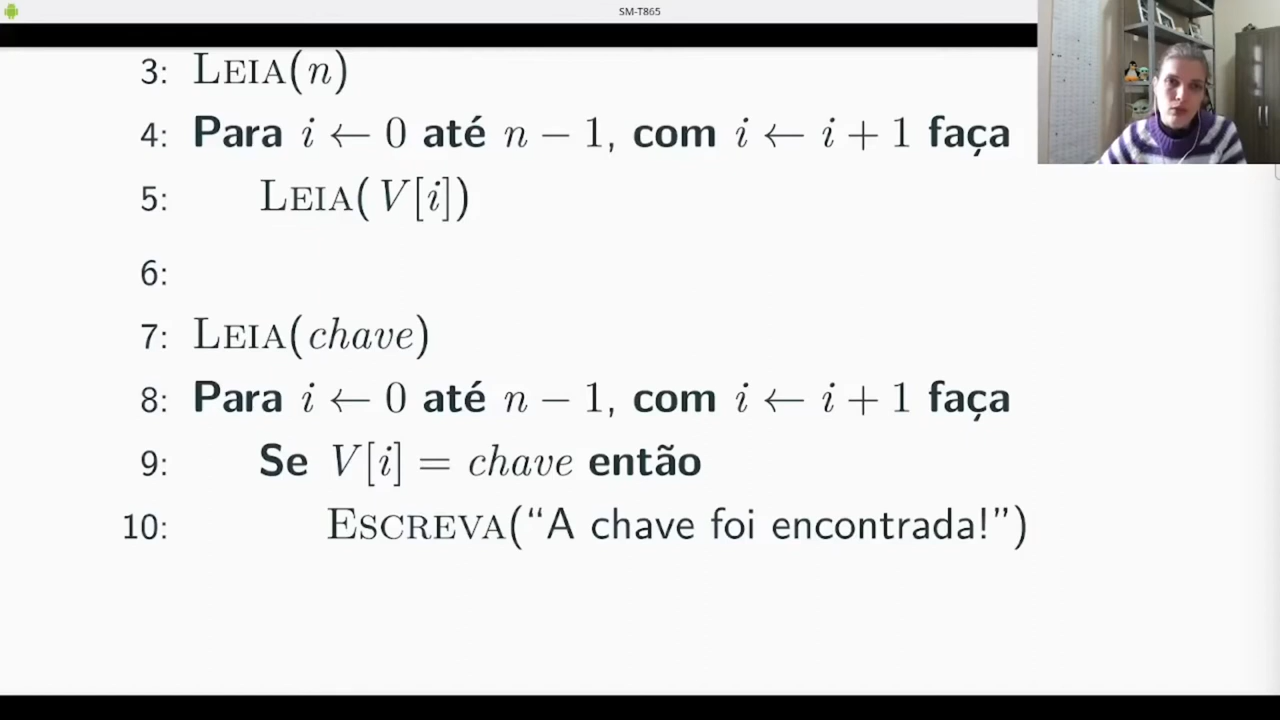 SM-T865
3: LEIA(n)
4: Para i ← 0 até n − 1, com i ← i + 1 faça
5: LEIA(V[i])
6:
7: LEIA(chave)
8: Para i ← 0 até n − 1, com i ← i + 1 faça
9: Se V[i] = chave então
10: ESCREVA(“A chave foi encontrada!”)